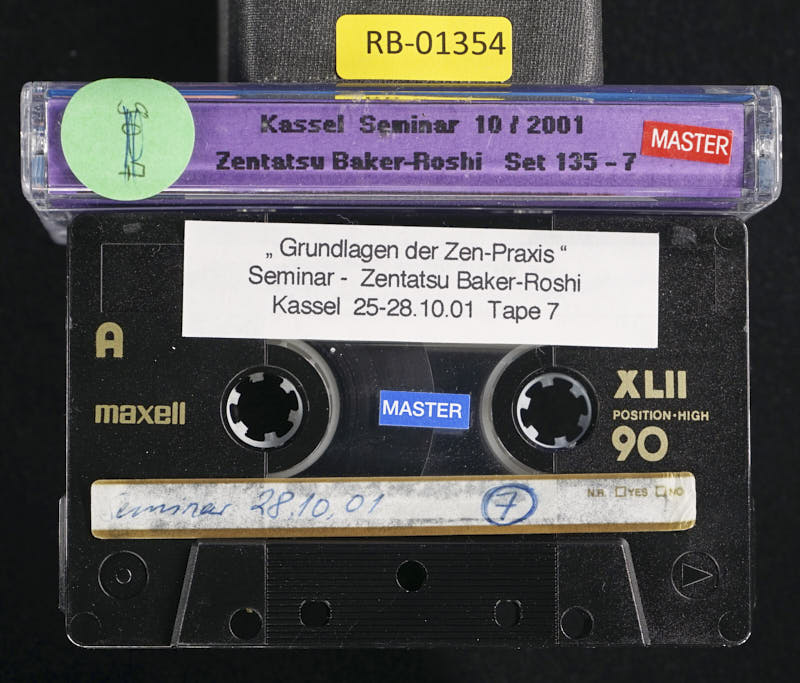 RB-01354
Kassel Seminar 10 / 2001
Zentatsu Baker-Roshi Set 135 - 7
MASTER
„ Grundlagen der Zen-Praxis “
Seminar - Zentatsu Baker-Roshi
Kassel 25-28.10.01 Tape 7
A
maxell
MASTER
XLII
POSITION·HIGH
90
Seminar 28.10.01 7
N.R. YES NO